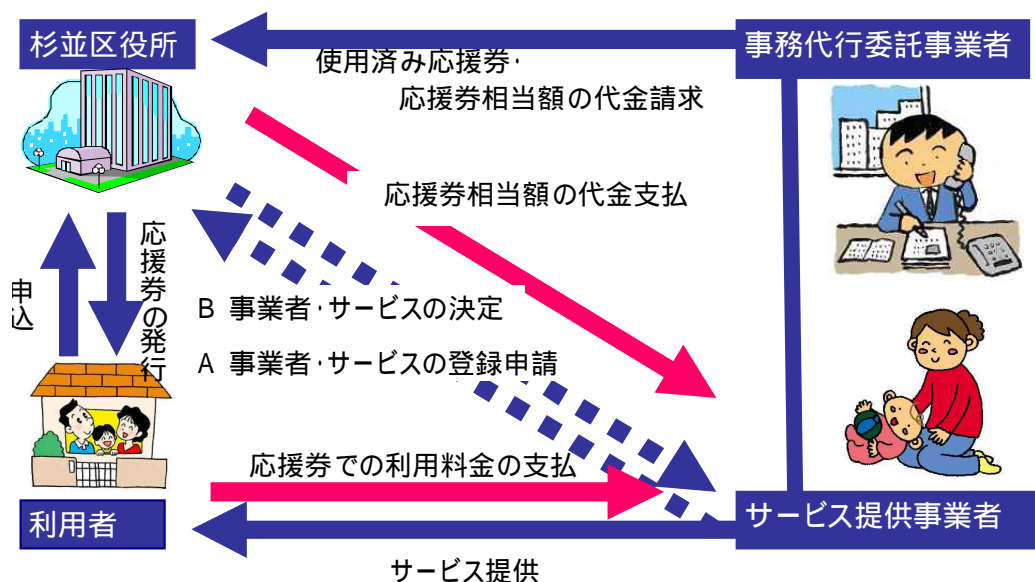 杉並区役所
事務代行委託事業者
使用済み応援券・
応援券相当額の代金請求
応援券相当額の代金支払
申込
応援券の発行
B 事業者・サービスの決定
A 事業者・サービスの登録申請
応援券での利用料金の支払
利用者
サービス提供事業者
サービス提供